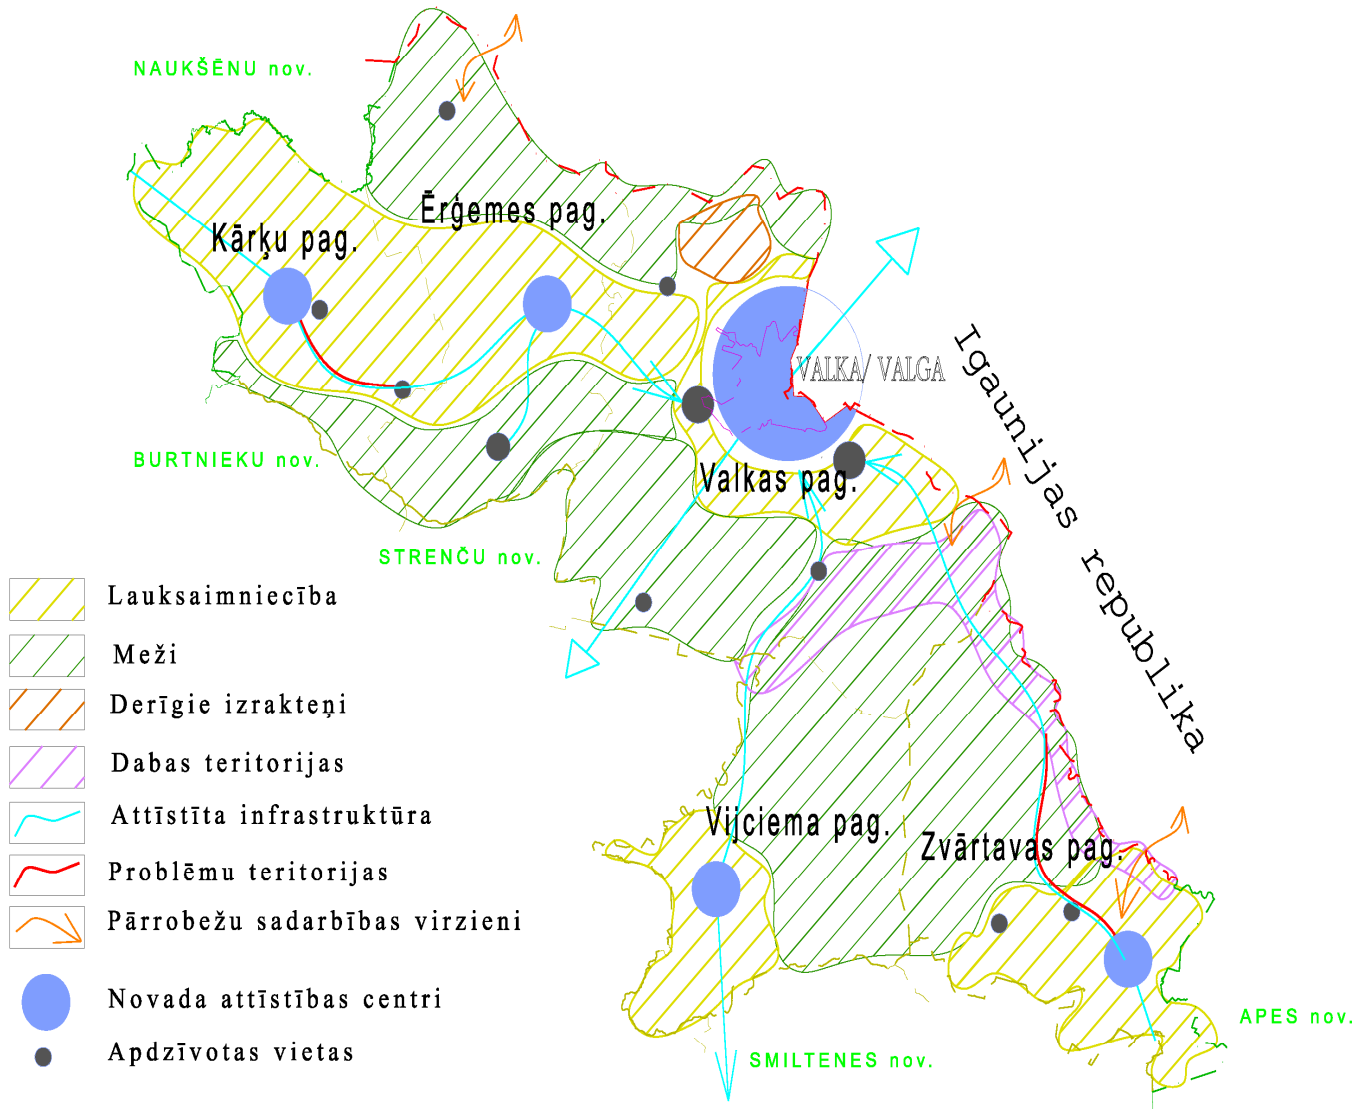 NAUKŠĒNU nov.
Ērģemes pag.
Kārķu pag.
VALKA/ VALGA
Igaunijas republika
BURTNIEKU nov.
Valkas pag.
STRENČU nov.
Lauksaimniecība
Meži
Derīgie izrakteņi
Dabas teritorijas
Attīstīta infrastruktūra
Problēmu teritorijas
Pārrobežu sadarbības virzieni
Novada attīstības centri
Apdzīvotas vietas
Vijciema pag.
Zvārtavas pag.
APES nov.
SMILTENES nov.